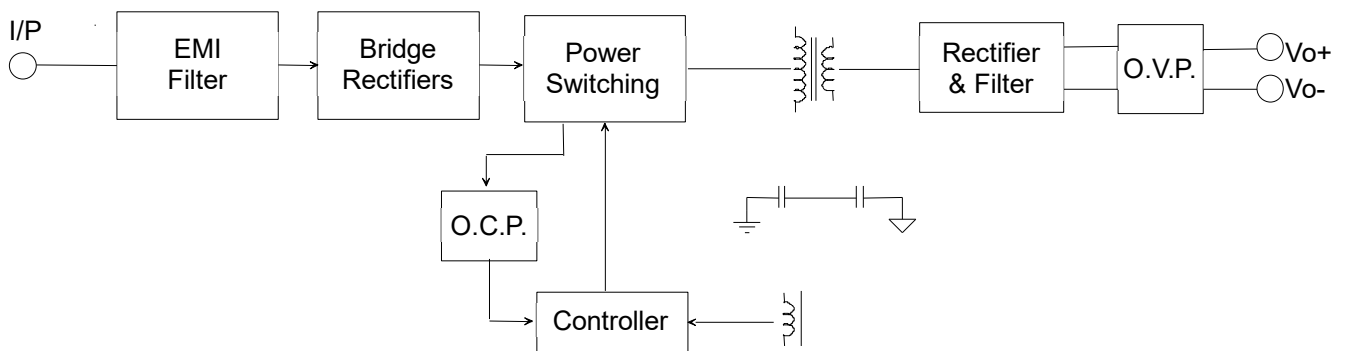 I/P
EMI
Filter
Bridge
Rectifiers
Power
Switching
Rectifier
& Filter
O.V.P.
Vo+
Vo-
O.C.P.
Controller